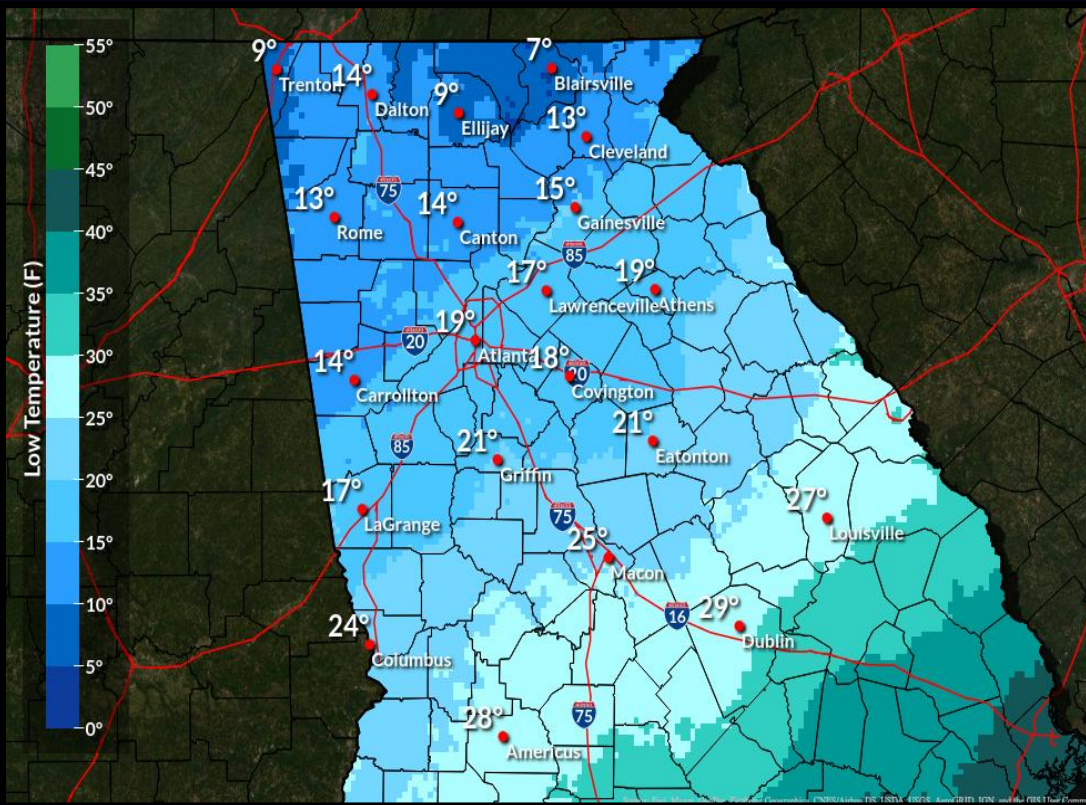 Low Temperature (F)
55°
50°
45°
40°
35°
30°
25°
20°
15°
10°
5°
0°
9°
Trenton
14°
Dalton
9°
Ellijay
7°
Blairsville
13°
Cleveland
75
13°
Rome
14°
Canton
15°
Gainesville
85
17°
Lawrenceville
19°
Athens
20
19°
Atlanta
18°
20
Covington
14°
Carrollton
85
21°
Griffin
21°
Eatonton
17°
LaGrange
75
25°
Macon
27°
Louisville
24°
Columbus
16
29°
Dublin
28°
Americus
75